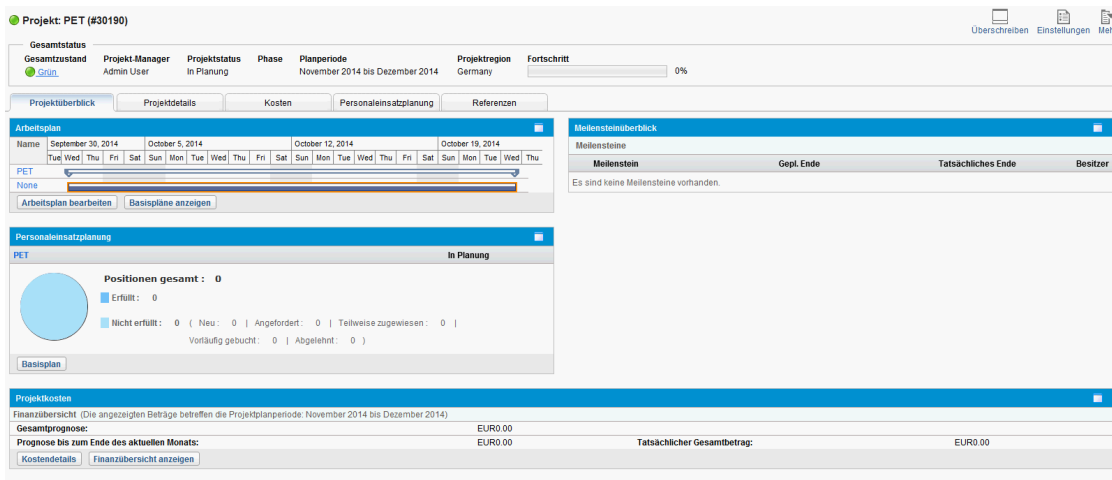 Projekt: PET (#30190)
Überschreiben Einstellungen
Gesamtstatus
Gesamtzustand Projekt-Manager Projektstatus Phase Planperiode Projektregion Fortschritt
Grün Admin User In Planung November 2014 bis Dezember 2014 Germany 0%
Projektüberblick Projektdetails Kosten Personaleinsatzplanung Referenzen
Arbeitsplan
Name September 30, 2014 October 5, 2014 October 12, 2014 October 19, 2014
Tue Wed Thu Fri Sat Sun Mon Tue Wed Thu Fri Sat Sun Mon Tue Wed Thu Fri Sat Sun Mon Tue Wed Thu
PET
None
Arbeitsplan bearbeiten Basispläne anzeigen
Meilensteinüberblick
Meilensteine
Meilenstein Gepl. Ende Tatsächliches Ende Besitzer
Es sind keine Meilensteine vorhanden.
Personaleinsatzplanung
PET In Planung
Positionen gesamt : 0
Erfüllt : 0
Nicht erfüllt : 0 ( Neu : 0 | Angefordert : 0 | Teilweise zugewiesen : 0 |
Vorläufig gebucht : 0 | Abgelehnt : 0 )
Basisplan
Projektkosten
Finanzübersicht (Die angezeigten Beträge betreffen die Projektplanperiode: November 2014 bis Dezember 2014)
Gesamtprognose: EUR0.00
Prognose bis zum Ende des aktuellen Monats: EUR0.00 Tatsächlicher Gesamtbetrag: EUR0.00
Kostendetails Finanzübersicht anzeigen